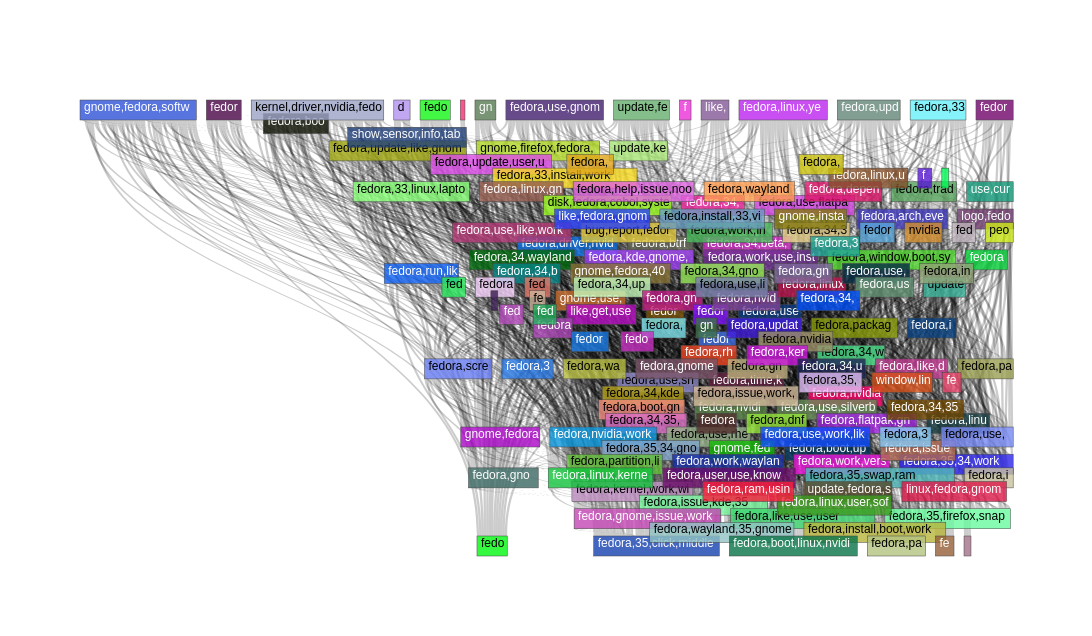 gnome,fedora,softw fedor kernel,driver,nvidia,fedo d fedo gn fedora,use,gnom update,fe f like, fedora,linux,ye fedora,upd fedora,33 fedor
fedora,boo
show,sensor,info,tab
fedora,update,like,gnom gnome,firefox,fedora, update,ke
fedora,update,user,u fedora, fedora,
fedora,33,install,work fedora,linux,u f
fedora,33,linux,lapto fedora,linux,gn fedora,help,issue,noo fedora,wayland fedora,depen fedora,trad use,cur
disk,fedora,cobol,syste fedora,34, fedora,use,flatpa
like,fedora,gnom fedora,install,33,vi gnome,insta fedora,arch,eve logo,fedo
fedora,use,like,work bug,report,fedor fedora,work,in fedora,34,3 fedor nvidia fed peo
fedora,driver,nvid fedora,btrf fedora,34,beta, fedora,3
fedora,34,wayland fedora,kde,gnome, fedora,work,use,inst fedora,window,boot,sy fedora
fedora,run,lik fedora,34,b gnome,fedora,40 fedora,34,gno fedora,gn fedora,use, fedora,in
fed fedora fed fedora,34,up fedora,use,li fedora,linux fedora,us update
fe gnome,use, fedora,gn fedora,nvid fedora,34,
fed fed like,get,use fedor fedor fedora,use
fedora fedora, gn fedora,updat fedora,packag fedora,i
fedor fedo fedor fedora,nvidia
fedora,rh fedora,ker fedora,34,w
fedora,scre fedora,3 fedora,wa fedora,gnome fedora,gn fedora,34,u fedora,like,d fedora,pa
fedora,use,sh fedora,time,k fedora,35, window,lin fe
fedora,34,kde fedora,issue,work, fedora,nvidia
fedora,boot,gn fedora,nvidi fedora,use,silverb fedora,34,35
fedora,34,35, fedora fedora,dnf fedora,flatpak,gn fedora,linu
gnome,fedora fedora,nvidia,work fedora,use,me fedora,use,work,lik fedora,3 fedora,use,
fedora,35,34,gno gnome,fed fedora,boot,up fedora,issue
fedora,partition,li fedora,work,waylan fedora,work,vers fedora,35,34,work
fedora,gno fedora,linux,kerne fedora,user,use,know fedora,35,swap,ram fedora,i
fedora,kernel,work,wi fedora,ram,usin update,fedora,s linux,fedora,gnom
fedora,issue,kde,35 fedora,linux,user,sof
fedora,gnome,issue,work fedora,like,use,user fedora,35,firefox,snap
fedora,wayland,35,gnome fedora,install,boot,work
fedo fedora,35,click,middle fedora,boot,linux,nvidi fedora,pa fe